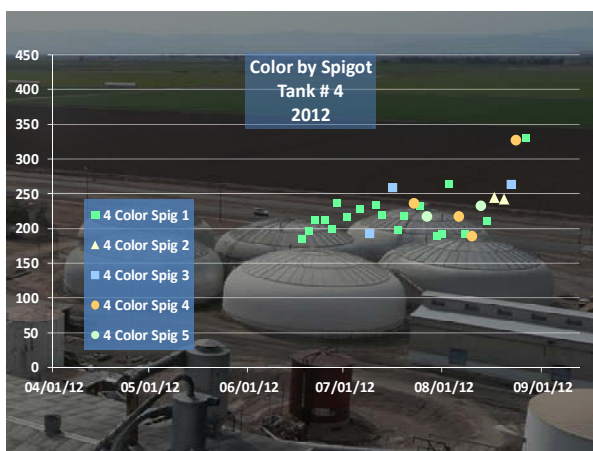 Color by Spigot
Tank # 4
2012
450
400
350
300
250
200
150
100
50
0
4 Color Spig 1
4 Color Spig 2
4 Color Spig 3
4 Color Spig 4
4 Color Spig 5
04/01/12 05/01/12 06/01/12 07/01/12 08/01/12 09/01/12